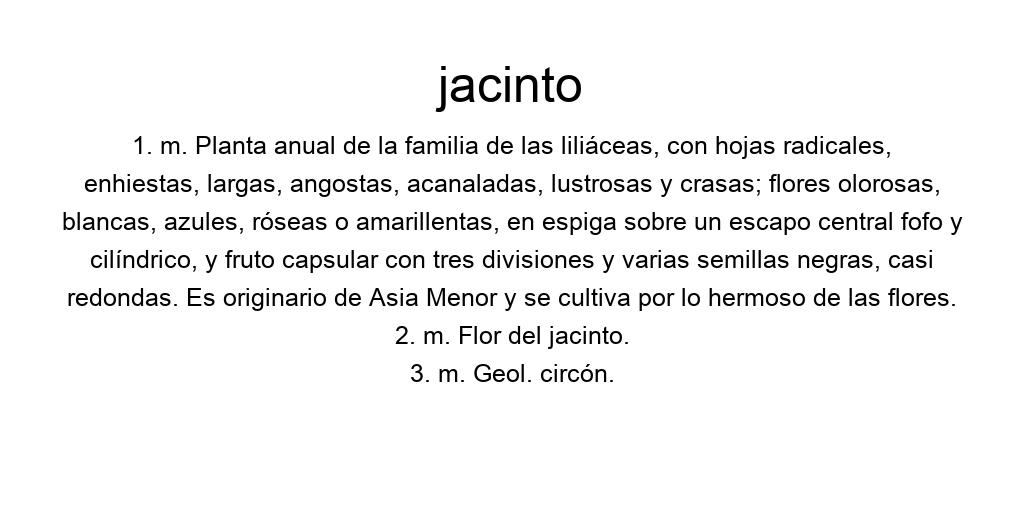 jacinto
1. m. Planta anual de la familia de las liliáceas, con hojas radicales,
enhiestas, largas, angostas, acanaladas, lustrosas y crasas; flores olorosas,
blancas, azules, róseas o amarillentas, en espiga sobre un escapo central fofo y
cilíndrico, y fruto capsular con tres divisiones y varias semillas negras, casi
redondas. Es originario de Asia Menor y se cultiva por lo hermoso de las flores.
2. m. Flor del jacinto.
3. m. Geol. circón.